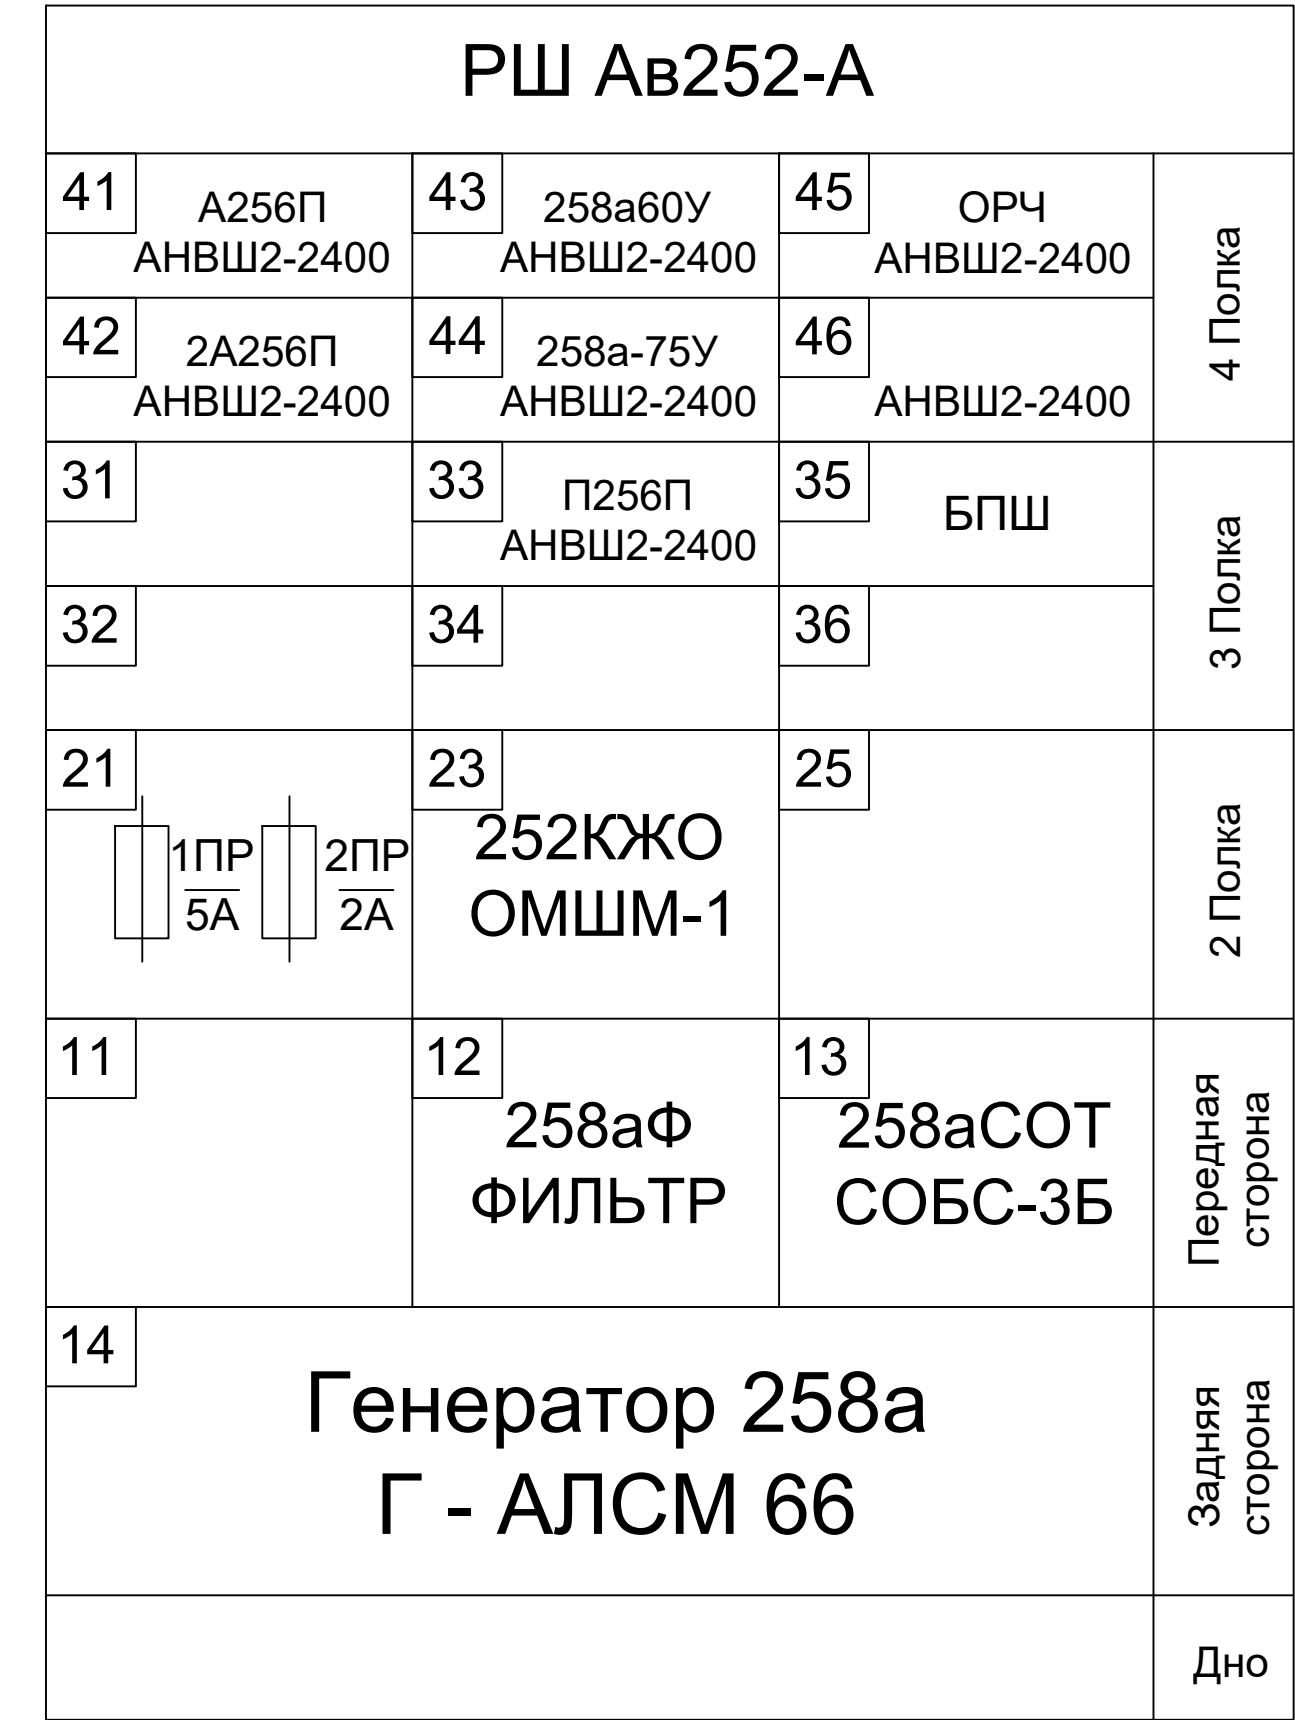 РШ Ав252-А
41
А256П
АНВШ2-2400
43
258а60У
АНВШ2-2400
45
ОРЧ
АНВШ2-2400
4 Полка
42
2А256П
АНВШ2-2400
44
258а-75У
АНВШ2-2400
46
АНВШ2-2400
31
33
П256П
АНВШ2-2400
35
БПШ
3 Полка
32
34
36
21
1ПР
5А
2ПР
2А
23
252КЖО
ОМШМ-1
25
2 Полка
11
12
258аФ
ФИЛЬТР
13
258аСОТ
СОБС-3Б
Передная
сторона
14
Генератор 258а
Г - АЛСМ 66
Задняя
сторона
Дно